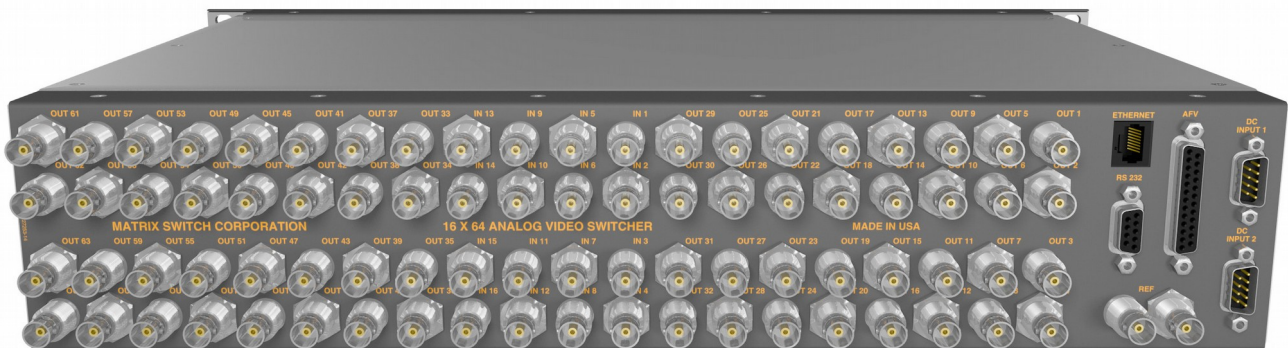 OUT 61 OUT 57 OUT 53 OUT 49 OUT 45 OUT 41 OUT 37 OUT 33 IN 13 IN 9 IN 5 IN 1 OUT 29 OUT 25 OUT 21 OUT 17 OUT 13 OUT 9 OUT 5 OUT 1 ETHERNET AFV DC INPUT 1
OUT 34 IN 14 IN 10 IN 6 IN 2 OUT 30 OUT 26 OUT 22 OUT 18 OUT 14 OUT 10 OUT 2 RS 232
MATRIX SWITCH CORPORATION 16 X 64 ANALOG VIDEO SWITCHER MADE IN USA
OUT 63 OUT 59 OUT 55 OUT 51 OUT 47 OUT 43 OUT 39 OUT 35 IN 15 IN 11 IN 7 IN 3 OUT 31 OUT 27 OUT 23 OUT 19 OUT 15 OUT 11 OUT 7 OUT 3 DC INPUT 2
IN 16 IN 12 IN 8 IN 4 OUT 32 OUT 28 OUT 24 REF